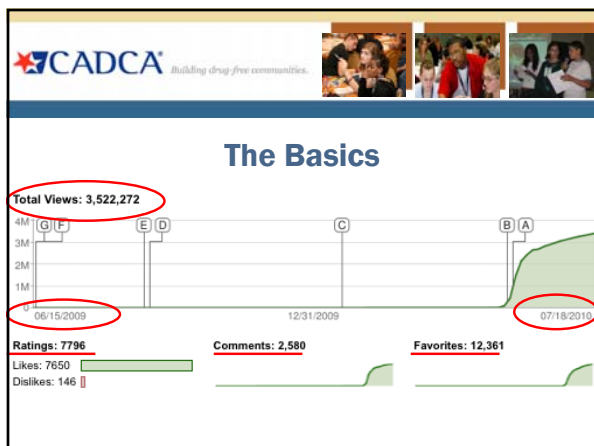 CADCA® Building drug-free communities.
The Basics
Total Views: 3,522,272
4M
G F E D C B A
3M
2M
1M
0
06/15/2009 12/31/2009 07/18/2010
Ratings: 7796 Comments: 2,580 Favorites: 12,361
Likes: 7650
Dislikes: 146